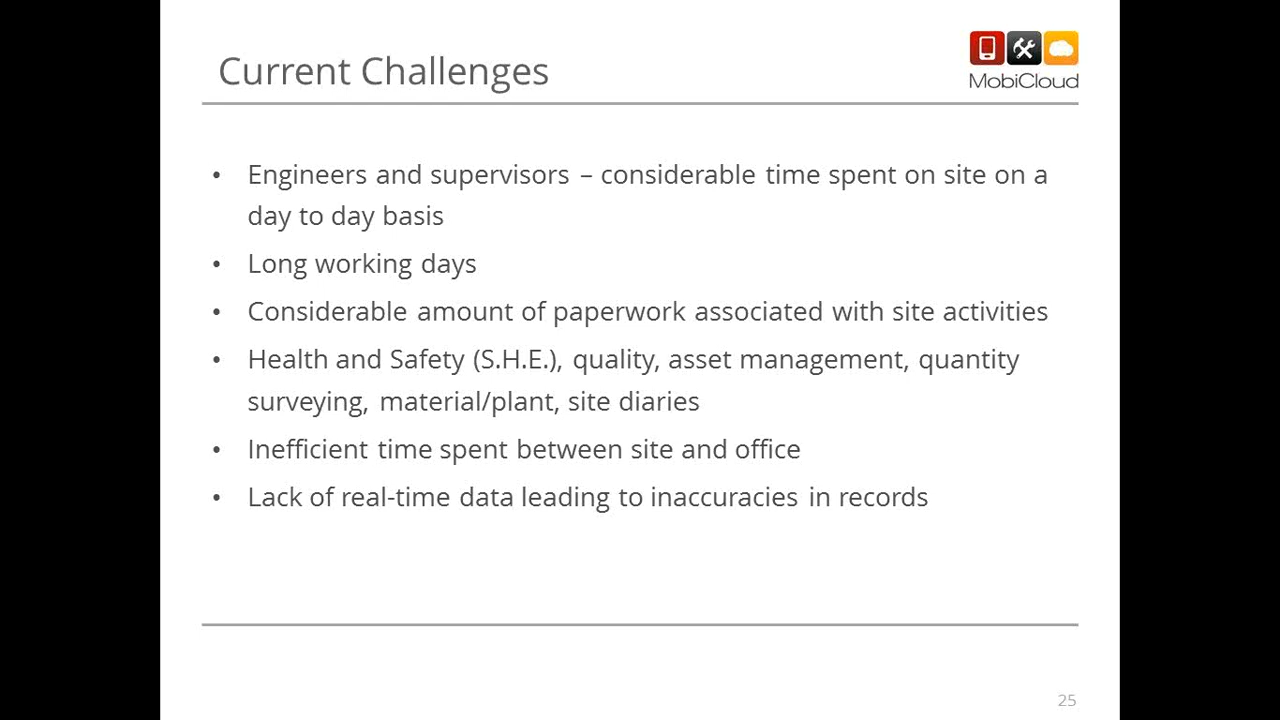 Current Challenges
MobiCloud
• Engineers and supervisors – considerable time spent on site on a
day to day basis
• Long working days
• Considerable amount of paperwork associated with site activities
• Health and Safety (S.H.E.), quality, asset management, quantity
surveying, material/plant, site diaries
• Inefficient time spent between site and office
• Lack of real-time data leading to inaccuracies in records
25